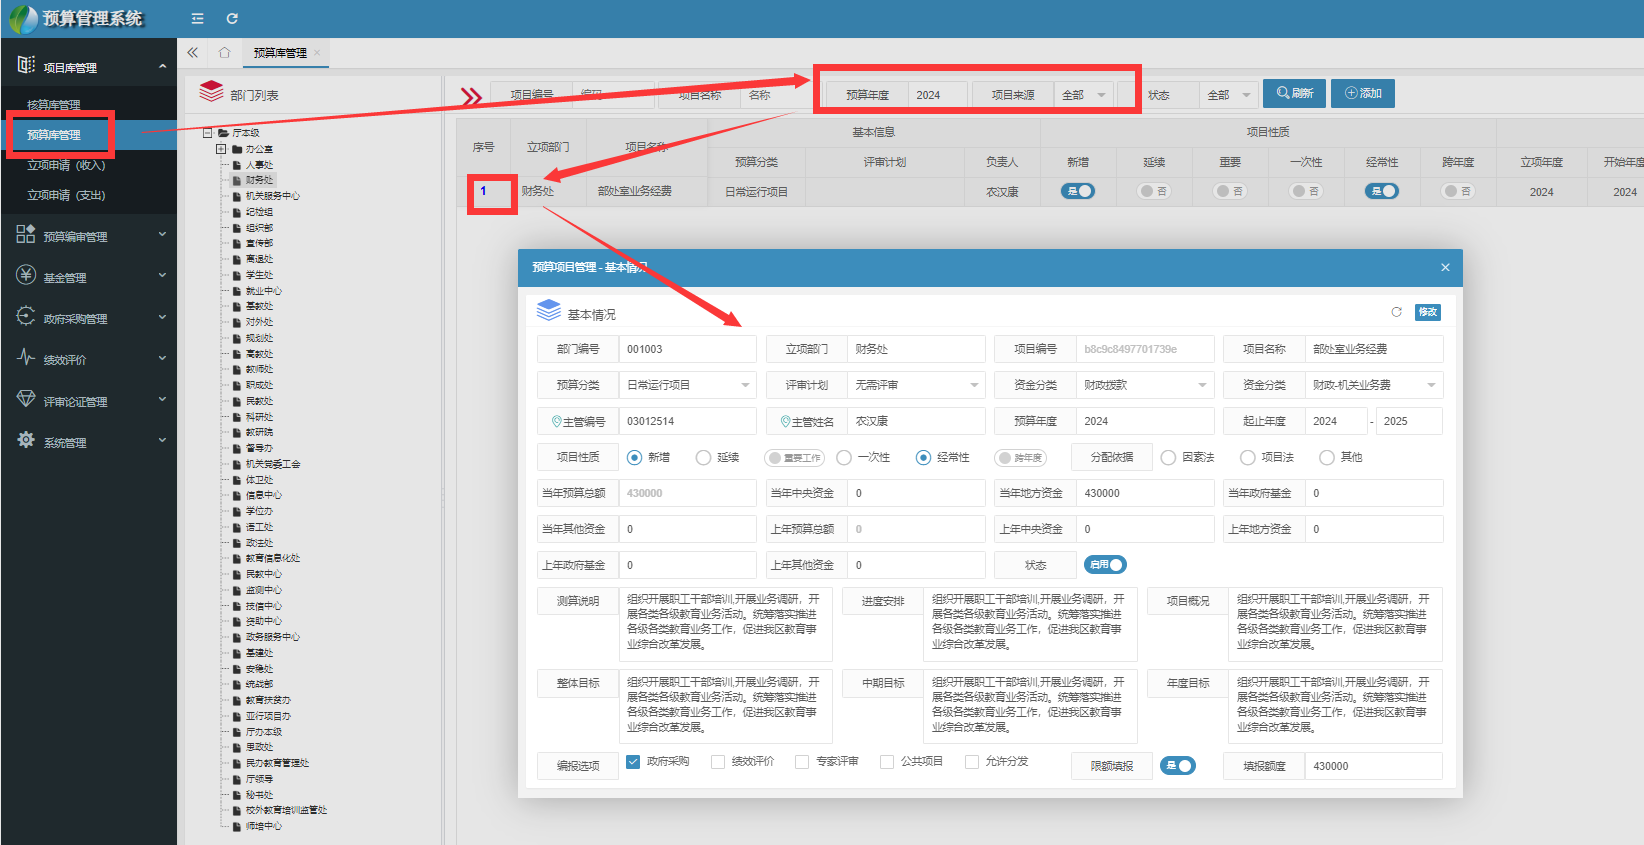 预算管理系统
项目库管理
核算库管理
预算库管理
立项申请（收入）
立项申请（支出）
预算编审管理
基金管理
政府采购管理
绩效评价
评审论证管理
系统管理
预算库管理 ×
部门列表
厅本级
办公室
人事处
财务处
机关服务中心
纪检组
组织部
宣传部
离退处
学生处
就业中心
基教处
对外处
规划处
高教处
教师处
职成处
民教处
科研处
教研院
督导办
机关党委工会
体卫处
信息中心
学位办
语工处
政法处
教育信息化处
民教中心
监测中心
技信中心
资助中心
政务服务中心
基建处
安稳处
统战部
教育扶贫办
亚行项目办
厅办本级
思政处
民办教育管理处
厅领导
秘书处
校外教育培训监管处
师培中心
项目编号 编码 项目名称 名称 预算年度 2024 项目来源 全部 状态 全部 刷新 添加
序号 立项部门 项目名称 基本信息 项目性质
预算分类 评审计划 负责人 新增 延续 重要 一次性 经常性 跨年度 立项年度 开始年度
1 财务处 部处室业务经费 日常运行项目 农汉康 是 否 否 否 是 否 2024 2024
预算项目管理 - 基本情况 ×
基本情况 修改
部门编号 001003 立项部门 财务处 项目编号 b8c9c8497701739e 项目名称 部处室业务经费
预算分类 日常运行项目 评审计划 无需评审 资金分类 财政拨款 资金分类 财政-机关业务费
主管编号 03012514 主管姓名 农汉康 预算年度 2024 起止年度 2024 - 2025
项目性质 新增 延续 重要工作 一次性 经常性 跨年度 分配依据 因素法 项目法 其他
当年预算总额 430000 当年中央资金 0 当年地方资金 430000 当年政府基金 0
当年其他资金 0 上年预算总额 0 上年中央资金 0 上年地方资金 0
上年政府基金 0 上年其他资金 0 状态 启用
测算说明 组织开展职工干部培训,开展业务调研，开
展各类各级教育业务活动。统筹落实推进
各级各类教育业务工作，促进我区教育事
业综合改革发展。
进度安排 组织开展职工干部培训,开展业务调研，开
展各类各级教育业务活动。统筹落实推进
各级各类教育业务工作，促进我区教育事
业综合改革发展。
项目概况 组织开展职工干部培训,开展业务调研，开
展各类各级教育业务活动。统筹落实推进
各级各类教育业务工作，促进我区教育事
业综合改革发展。
整体目标 组织开展职工干部培训,开展业务调研，开
展各类各级教育业务活动。统筹落实推进
各级各类教育业务工作，促进我区教育事
业综合改革发展。
中期目标 组织开展职工干部培训,开展业务调研，开
展各类各级教育业务活动。统筹落实推进
各级各类教育业务工作，促进我区教育事
业综合改革发展。
年度目标 组织开展职工干部培训,开展业务调研，开
展各类各级教育业务活动。统筹落实推进
各级各类教育业务工作，促进我区教育事
业综合改革发展。
编报选项 政府采购 绩效评价 专家评审 公共项目 允许分发 限额填报 是 填报额度 430000